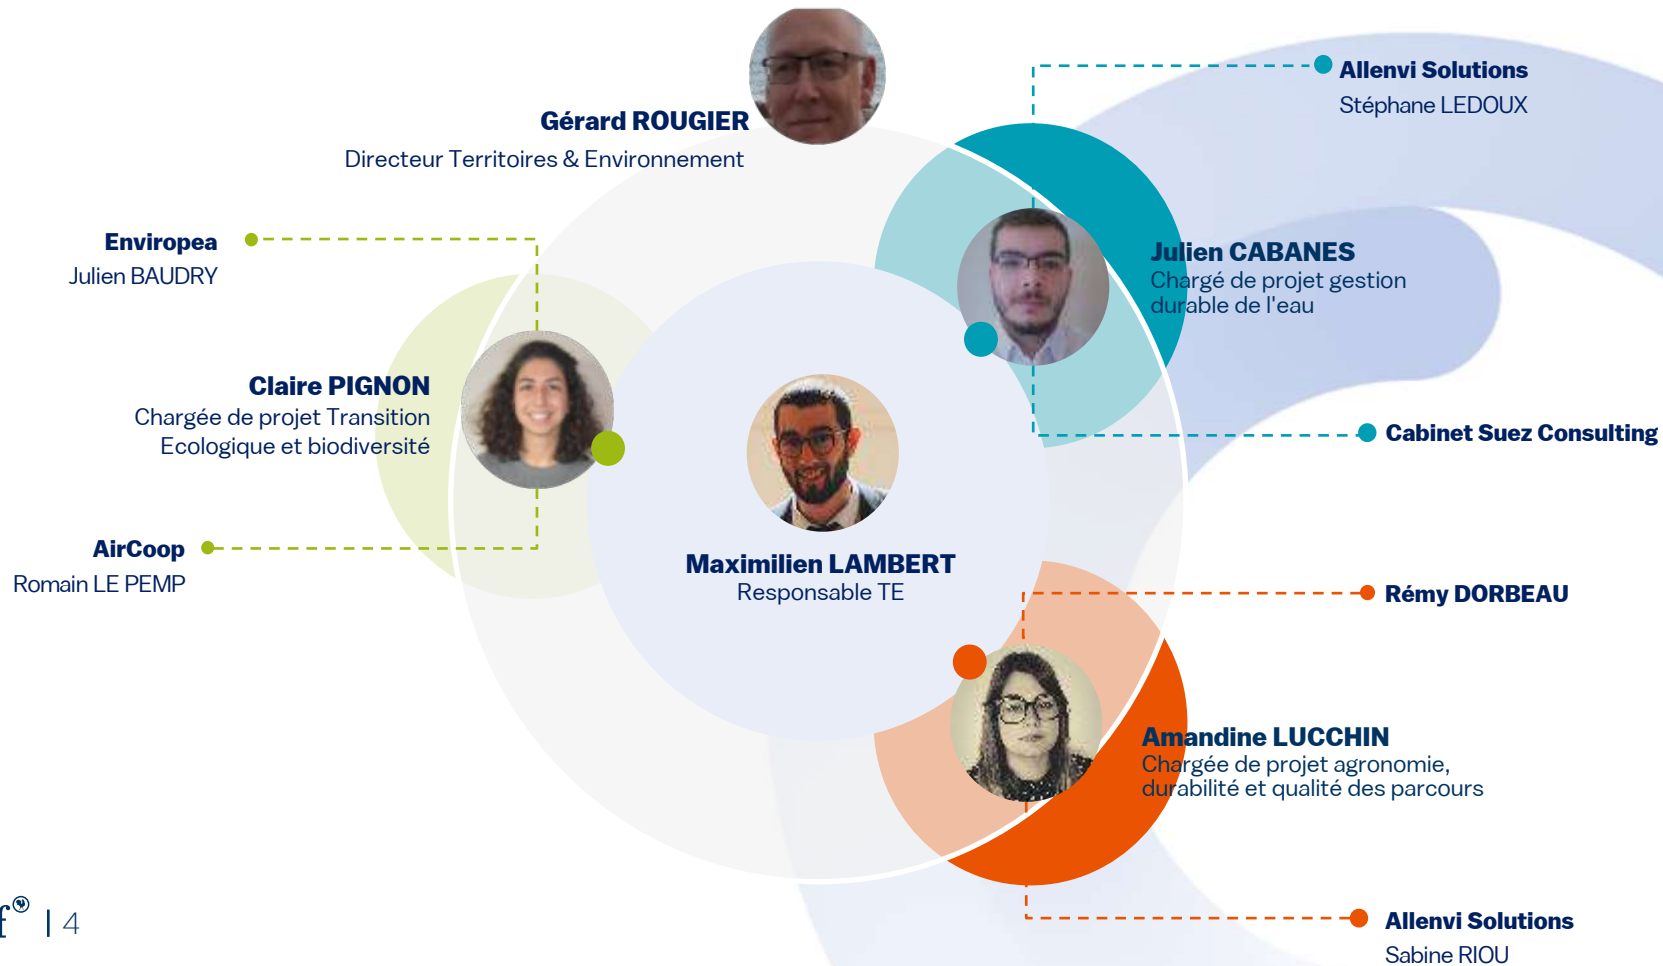 Gérard ROUGIER
Directeur Territoires & Environnement
Allenvi Solutions
Stéphane LEDOUX
Enviropea
Julien BAUDRY
Julien CABANES
Chargé de projet gestion
durable de l'eau
Claire PIGNON
Chargée de projet Transition
Ecologique et biodiversité
Cabinet Suez Consulting
AirCoop
Romain LE PEMP
Maximilien LAMBERT
Responsable TE
Rémy DORBEAU
Amandine LUCCHIN
Chargée de projet agronomie,
durabilité et qualité des parcours
Allenvi Solutions
Sabine RIOU
f® | 4